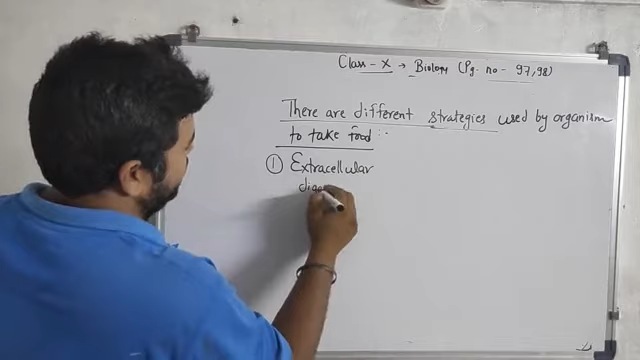 Class - X → Biology (Pg. no - 97,98)
There are different strategies used by organism
to take food :-
① Extracellular